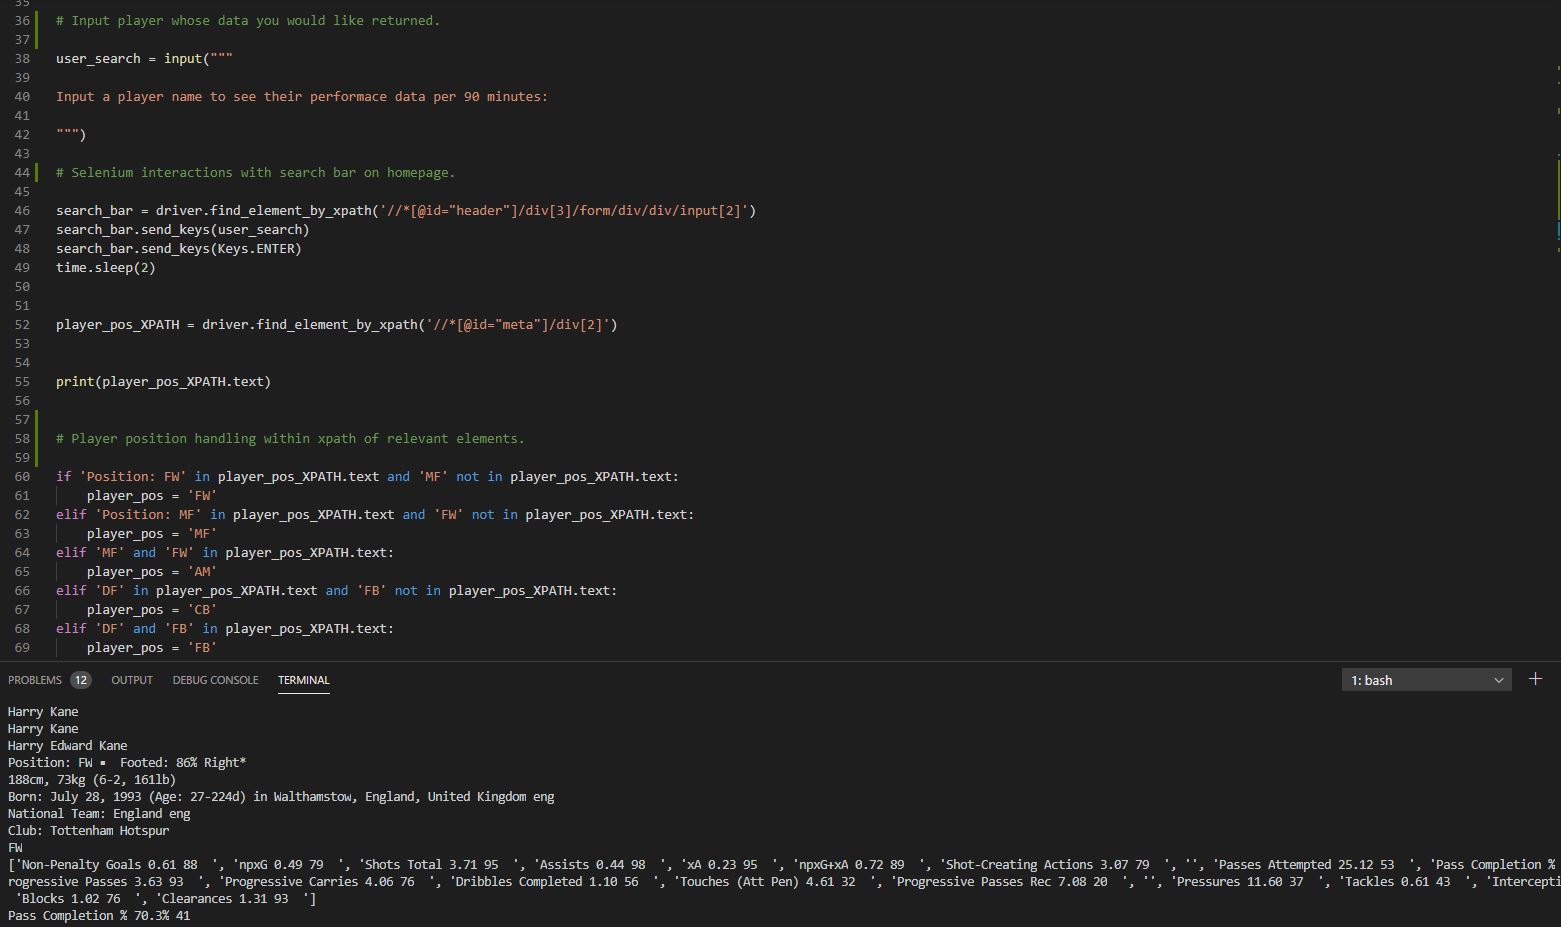 35
36 # Input player whose data you would like returned.
37
38 user_search = input("""
39
40 Input a player name to see their performace data per 90 minutes:
41
42 """)
43
44 # Selenium interactions with search bar on homepage.
45
46 search_bar = driver.find_element_by_xpath('//*[@id="header"]/div[3]/form/div/div/input[2]')
47 search_bar.send_keys(user_search)
48 search_bar.send_keys(Keys.ENTER)
49 time.sleep(2)
50
51
52 player_pos_XPATH = driver.find_element_by_xpath('//*[@id="meta"]/div[2]')
53
54
55 print(player_pos_XPATH.text)
56
57
58 # Player position handling within xpath of relevant elements.
59
60 if 'Position: FW' in player_pos_XPATH.text and 'MF' not in player_pos_XPATH.text:
61 player_pos = 'FW'
62 elif 'Position: MF' in player_pos_XPATH.text and 'FW' not in player_pos_XPATH.text:
63 player_pos = 'MF'
64 elif 'MF' and 'FW' in player_pos_XPATH.text:
65 player_pos = 'AM'
66 elif 'DF' in player_pos_XPATH.text and 'FB' not in player_pos_XPATH.text:
67 player_pos = 'CB'
68 elif 'DF' and 'FB' in player_pos_XPATH.text:
69 player_pos = 'FB'
PROBLEMS 12 OUTPUT DEBUG CONSOLE TERMINAL 1: bash
Harry Kane
Harry Kane
Harry Edward Kane
Position: FW ▪ Footed: 86% Right*
188cm, 73kg (6-2, 161lb)
Born: July 28, 1993 (Age: 27-224d) in Walthamstow, England, United Kingdom eng
National Team: England eng
Club: Tottenham Hotspur
FW
['Non-Penalty Goals 0.61 88  ', 'npxG 0.49 79  ', 'Shots Total 3.71 95  ', 'Assists 0.44 98  ', 'xA 0.23 95  ', 'npxG+xA 0.72 89  ', 'Shot-Creating Actions 3.07 79  ', '', 'Passes Attempted 25.12 53  ', 'Pass Completion %
rogressive Passes 3.63 93  ', 'Progressive Carries 4.06 76  ', 'Dribbles Completed 1.10 56  ', 'Touches (Att Pen) 4.61 32  ', 'Progressive Passes Rec 7.08 20  ', '', 'Pressures 11.60 37  ', 'Tackles 0.61 43  ', 'Intercepti
'Blocks 1.02 76  ', 'Clearances 1.31 93  ']
Pass Completion % 70.3% 41